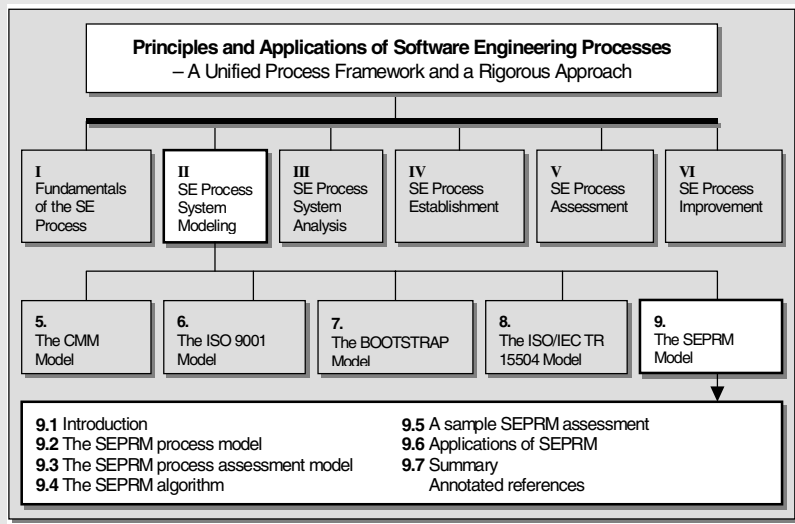 Principles and Applications of Software Engineering Processes
– A Unified Process Framework and a Rigorous Approach
I
Fundamentals
of the SE
Process
II
SE Process
System
Modeling
III
SE Process
System
Analysis
IV
SE Process
Establishment
V
SE Process
Assessment
VI
SE Process
Improvement
5.
The CMM
Model
6.
The ISO 9001
Model
7.
The BOOTSTRAP
Model
8.
The ISO/IEC TR
15504 Model
9.
The SEPRM
Model
9.1 Introduction
9.2 The SEPRM process model
9.3 The SEPRM process assessment model
9.4 The SEPRM algorithm
9.5 A sample SEPRM assessment
9.6 Applications of SEPRM
9.7 Summary
Annotated references